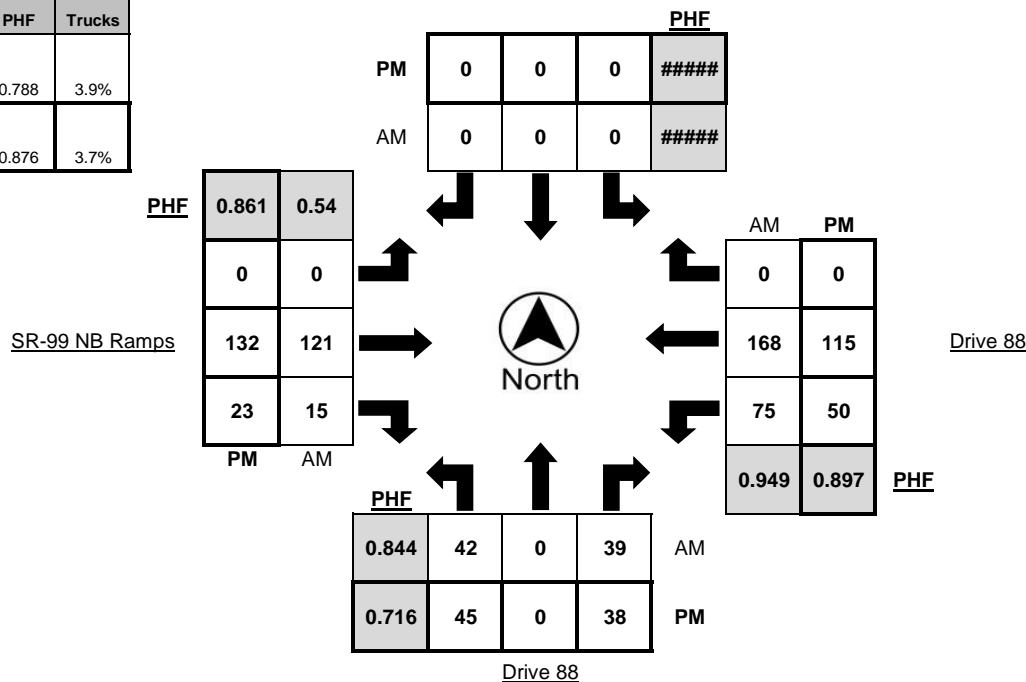 PHF Trucks
0.788 3.9%
0.876 3.7%
PHF
PM 0 0 0 #####
AM 0 0 0 #####
PHF 0.861 0.54
0 0
SR-99 NB Ramps 132 121
23 15
PM AM
North
AM PM
0 0
168 115 Drive 88
75 50
0.949 0.897 PHF
PHF
0.844 42 0 39 AM
0.716 45 0 38 PM
Drive 88